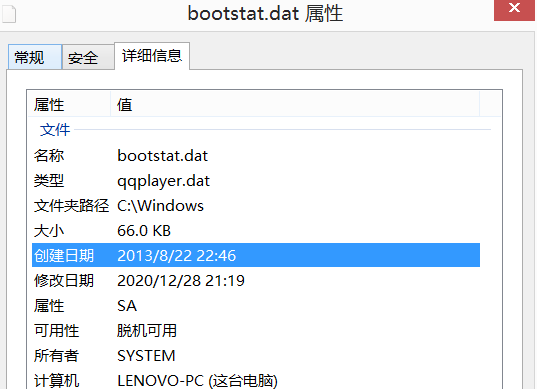 bootstat.dat 属性
常规 安全 详细信息
属性 值
文件
名称 bootstat.dat
类型 qqplayer.dat
文件夹路径 C:\Windows
大小 66.0 KB
创建日期 2013/8/22 22:46
修改日期 2020/12/28 21:19
属性 SA
可用性 脱机可用
所有者 SYSTEM
计算机 LENOVO-PC (这台电脑)